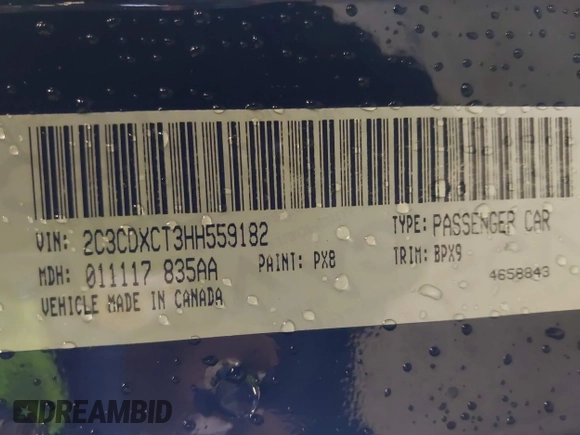 VIN: 2C3CDXCT3HH559182 TYPE: PASSENGER CAR
MDH: 011117 835AA PAINT: PX8 TRIM: BPX9
VEHICLE MADE IN CANADA 4658843
DREAMBID